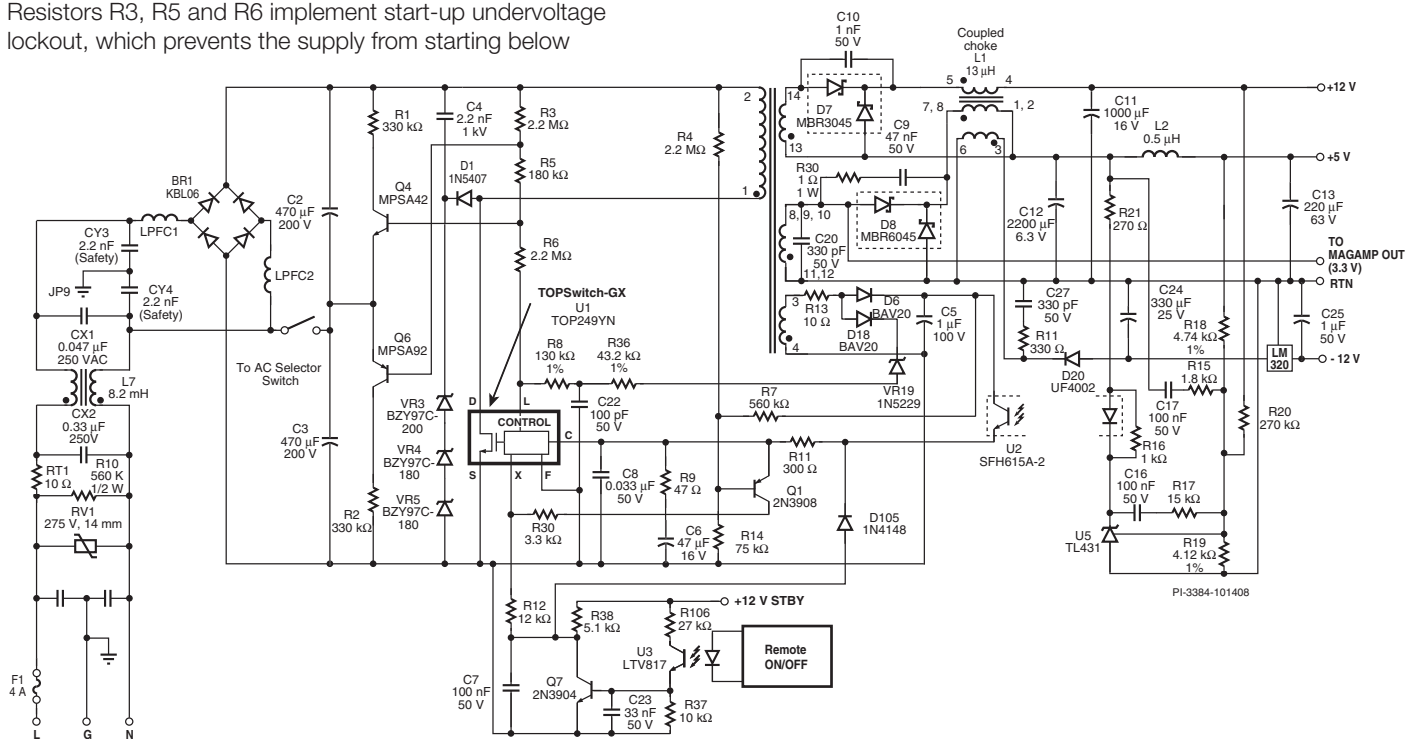 Resistors R3, R5 and R6 implement start-up undervoltage
lockout, which prevents the supply from starting below
C10
1 nF
50 V
Coupled
choke
L1
13 µH
5
4
7, 8
1, 2
6
3
+12 V
C11
1000 µF
16 V
L2
0.5 µH
+5 V
2
1
14
13
D7
MBR3045
C9
47 nF
50 V
R1
330 kΩ
C4
2.2 nF
1 kV
R3
2.2 MΩ
R4
2.2 MΩ
D1
1N5407
R5
180 kΩ
BR1
KBL06
C2
470 µF
200 V
Q4
MPSA42
R30
1 Ω
1 W
8, 9, 10
D8
MBR6045
C20
330 pF
50 V
11,12
C12
2200 µF
6.3 V
R21
270 Ω
C13
220 µF
63 V
TO
MAGAMP OUT
(3.3 V)
RTN
LPFC1
CY3
2.2 nF
(Safety)
LPFC2
JP9
CY4
2.2 nF
(Safety)
CX1
0.047 µF
250 VAC
R6
2.2 MΩ
TOPSwitch-GX
U1
TOP249YN
3
4
R13
10 Ω
D6
BAV20
D18
BAV20
C5
1 µF
100 V
C27
330 pF
50 V
R11
330 Ω
C24
330 µF
25 V
R18
4.74 kΩ
1%
C25
1 µF
50 V
LM
320
- 12 V
To AC Selector
Switch
Q6
MPSA92
R8
130 kΩ
1%
R36
43.2 kΩ
1%
VR19
1N5229
D20
UF4002
R15
1.8 kΩ
C17
100 nF
50 V
L7
8.2 mH
CX2
0.33 µF
250V
VR3
BZY97C-
200
D
L
CONTROL
C
S
X
F
C22
100 pF
50 V
R7
560 kΩ
U2
SFH615A-2
R16
1 kΩ
R20
270 kΩ
C3
470 µF
200 V
VR4
BZY97C-
180
R11
300 Ω
RT1
10 Ω
R10
560 K
1/2 W
RV1
275 V, 14 mm
R2
330 kΩ
VR5
BZY97C-
180
R30
3.3 kΩ
C8
0.033 µF
50 V
R9
47 Ω
C6
47 µF
16 V
Q1
2N3908
R14
75 kΩ
D105
1N4148
C16
100 nF
50 V
R17
15 kΩ
U5
TL431
R19
4.12 kΩ
1%
PI-3384-101408
R12
12 kΩ
R38
5.1 kΩ
+12 V STBY
R106
27 kΩ
U3
LTV817
Remote
ON/OFF
C7
100 nF
50 V
Q7
2N3904
C23
33 nF
50 V
R37
10 kΩ
F1
4 A
L
G
N